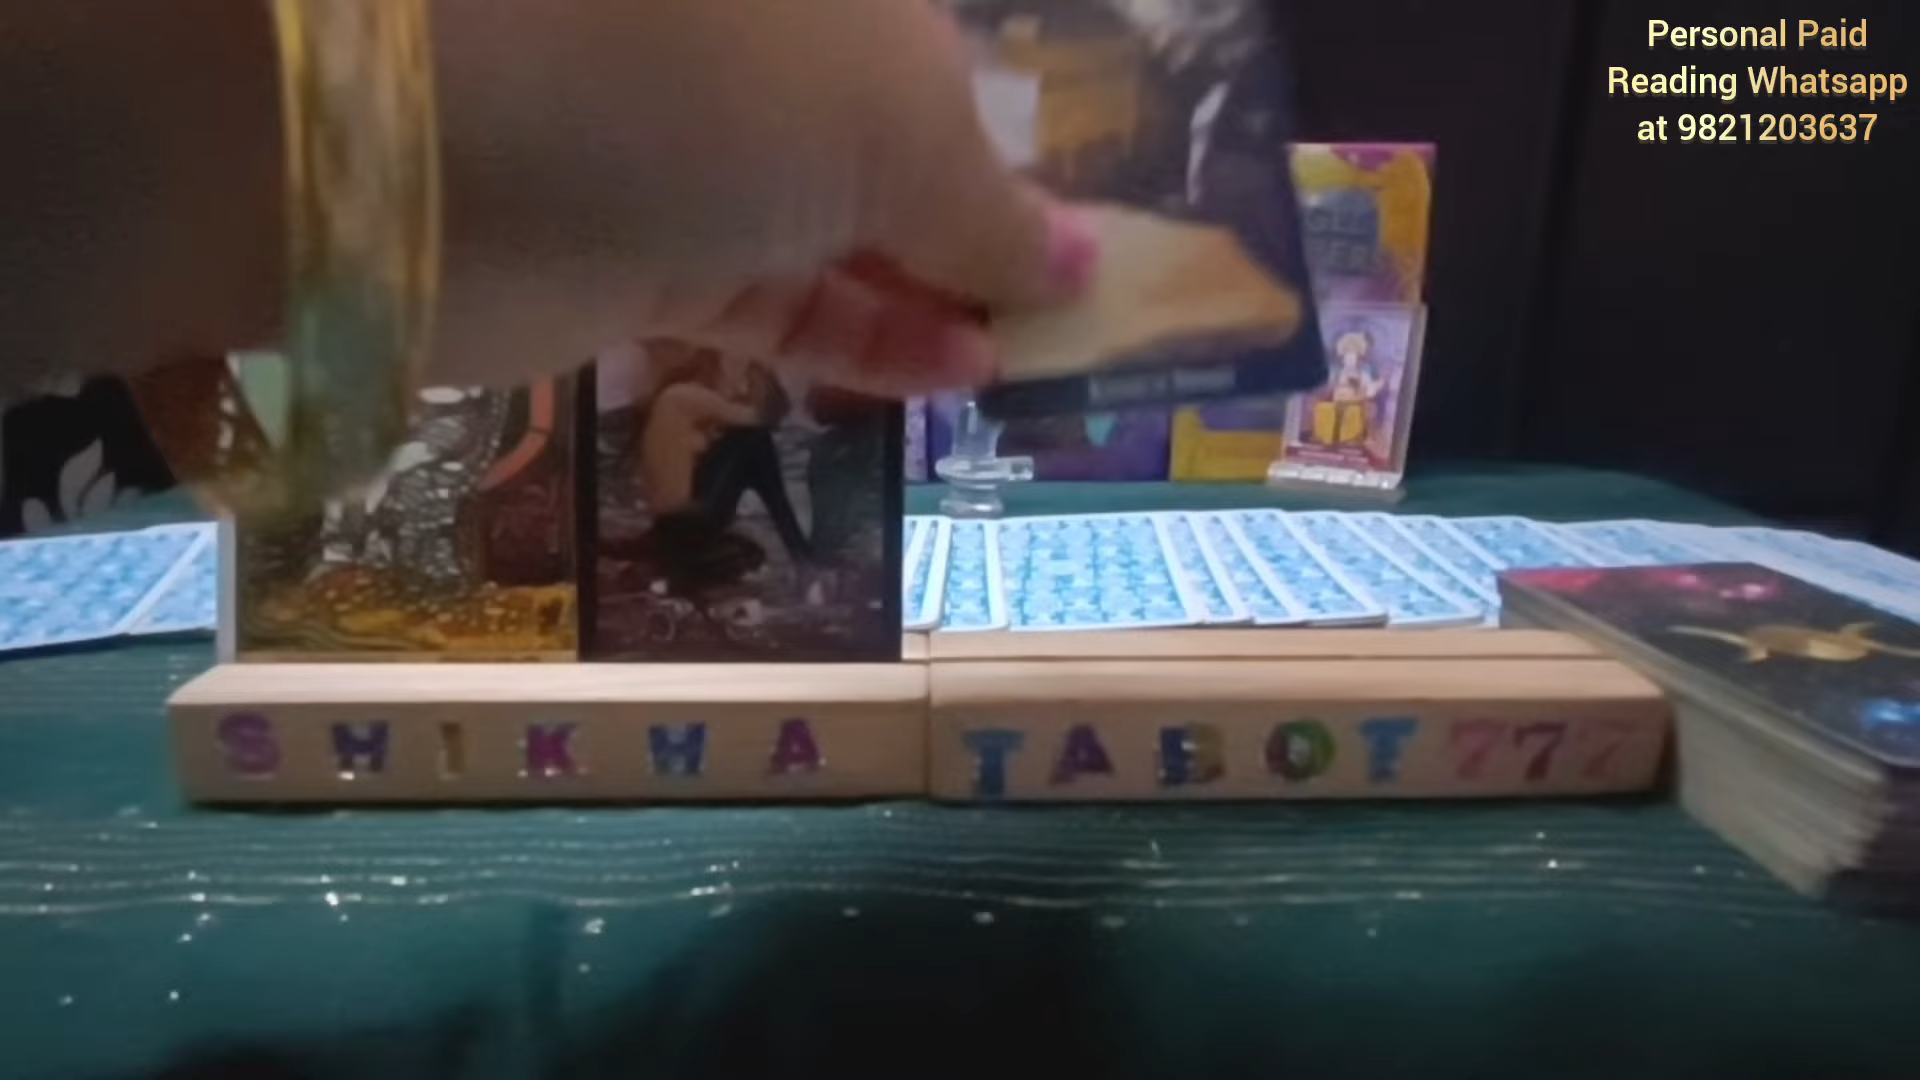 Personal Paid
Reading Whatsapp
at 9821203637
SHIKHA TAROT 777